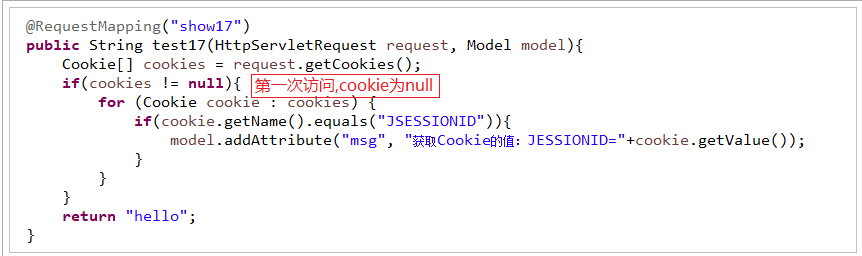 @RequestMapping("show17")
public String test17(HttpServletRequest request, Model model){
    Cookie[] cookies = request.getCookies();
    if(cookies != null){ 第一次访问,cookie为null
        for (Cookie cookie : cookies) {
            if(cookie.getName().equals("JSESSIONID")){
                model.addAttribute("msg", "获取Cookie的值：JESSIONID="+cookie.getValue());
            }
        }
    }
    return "hello";
}